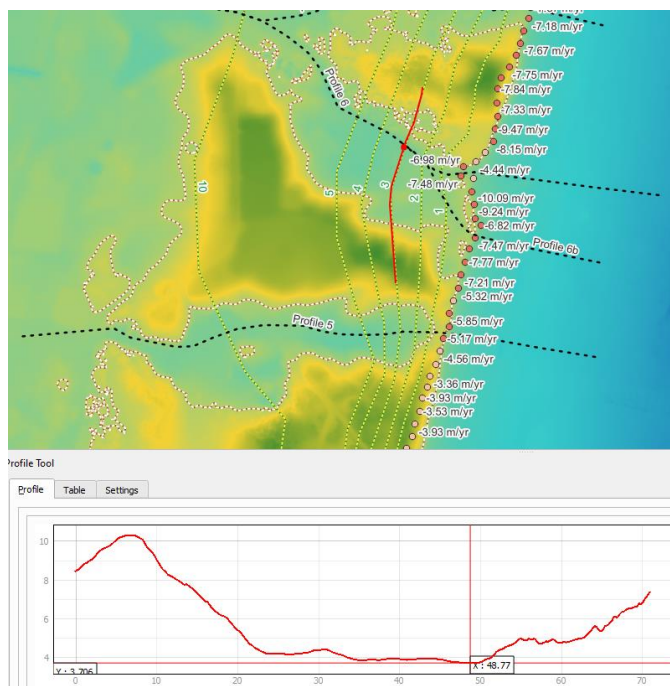 -7.18 m/yr
-7.67 m/yr
-7.75 m/yr
-7.84 m/yr
-7.33 m/yr
-9.47 m/yr
-8.15 m/yr
Profile 6
-6.98 m/yr
-4.44 m/yr
-7.48 m/yr
10
5
4
3
2
1
-10.09 m/yr
-9.24 m/yr
-6.82 m/yr
-7.47 m/yr
Profile 6b
-7.77 m/yr
-7.21 m/yr
-5.32 m/yr
Profile 5
-5.85 m/yr
-5.17 m/yr
-4.56 m/yr
-3.36 m/yr
-3.93 m/yr
-3.53 m/yr
-3.93 m/yr
Profile Tool
Profile Table Settings
10
8
6
4
Y : 3.706
X : 48.77
0 10 20 30 40 50 60 70